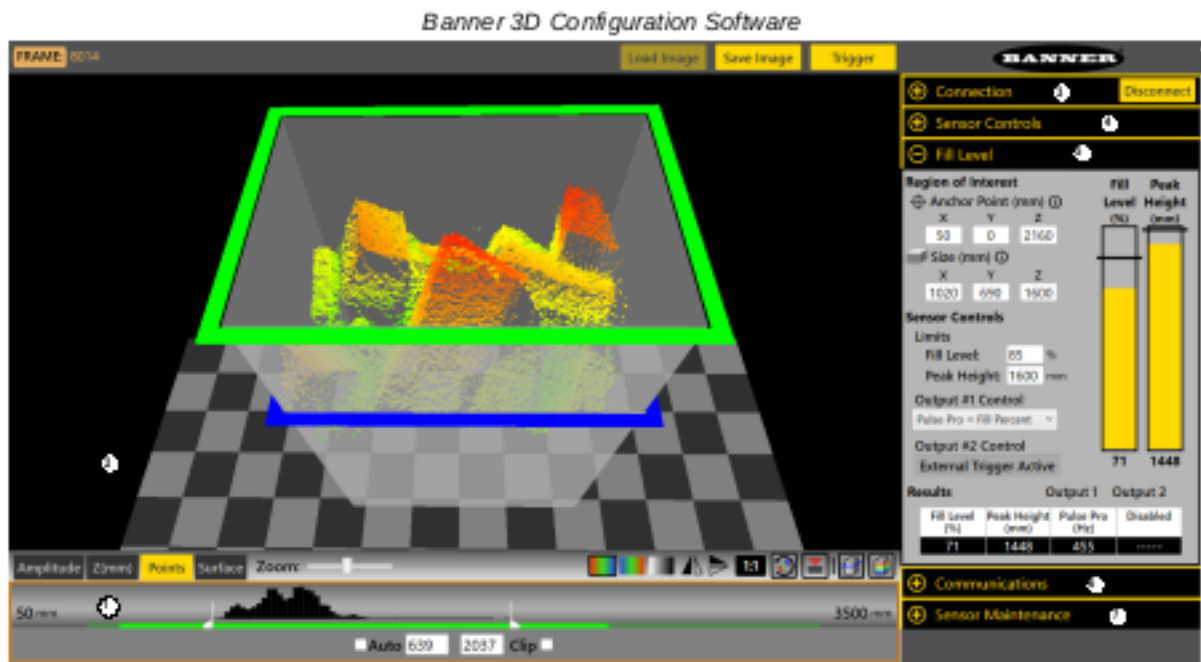 Banner 3D Configuration Software
FRAME: 8014
Load Image
Save Image
Trigger
BANNER
Connection
Disconnect
Sensor Controls
Fill Level
Region of Interest
Anchor Point (mm)
X Y Z
50 0 2160
Size (mm)
X Y Z
1020 690 1600
Sensor Controls
Limits
Fill Level: 85 %
Peak Height: 1600 mm
Output #1 Control
Pulse Pro = Fill Percent
Output #2 Control
External Trigger Active
Fill Peak
Level Height
(%) (mm)
71 1448
Results Output 1 Output 2
Fill Level Peak Height Pulse Pro Disabled
(%) (mm) (Hz)
71 1448 455 -----
Communications
Sensor Maintenance
Amplitude Z(mm) Points Surface Zoom:
1:1
50 mm
3500 mm
Auto 639 2037 Clip